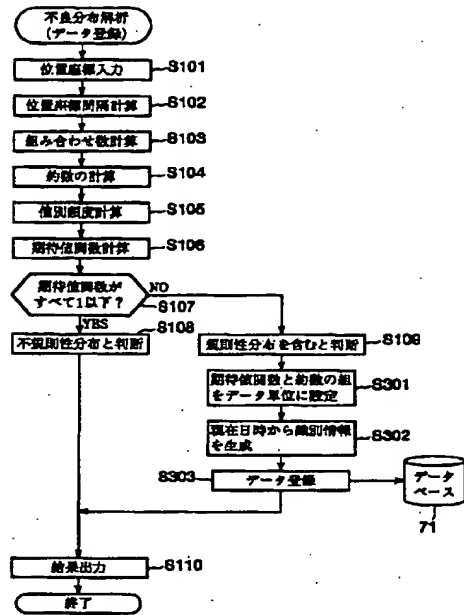 不良分布解析
(データ登録)
位置座標入力
S101
位置座標間隔計算
S102
組み合わせ数計算
S103
約数の計算
S104
値別頻度計算
S105
期待値関数計算
S106
期待値関数が
すべて1以下?
NO
S107
YES
S108
不規則性分布と判断
規則性分布を含むと判断
S109
期待値関数と約数の組
をデータ単位に設定
S301
現在日時から識別情報
を生成
S302
S303
データ登録
データ
ベース
71
結果出力
S110
終了